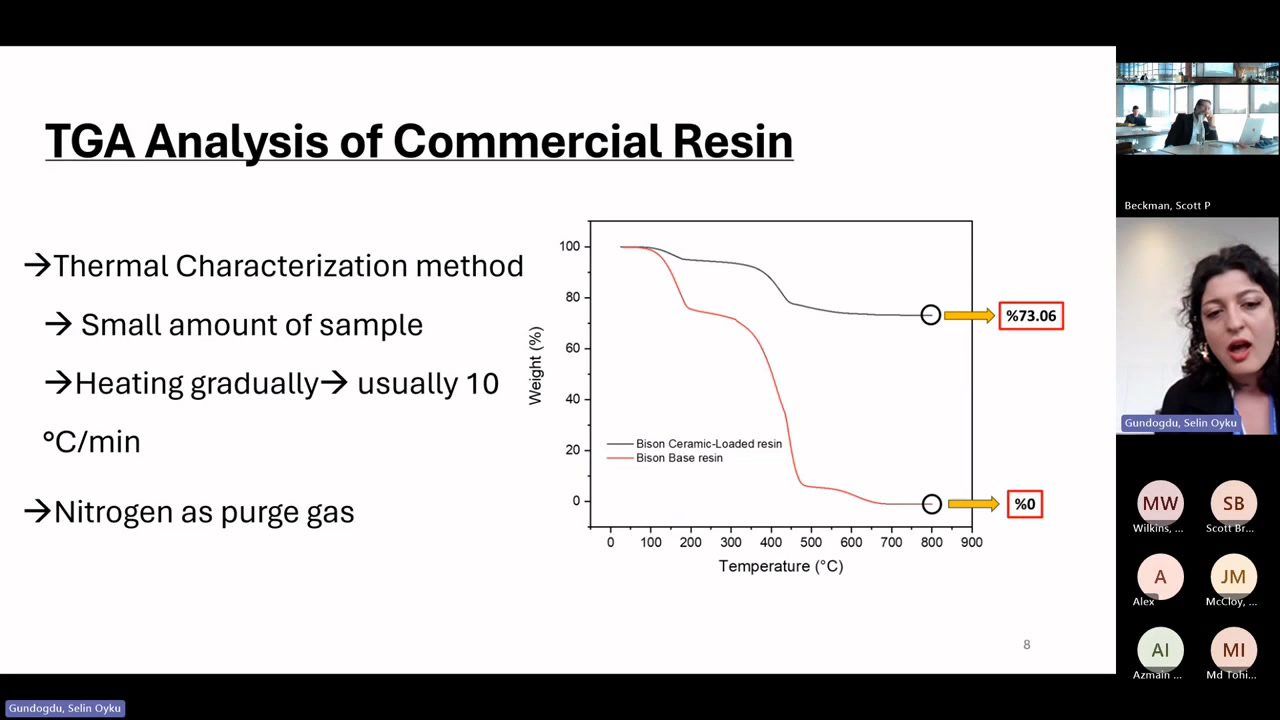 TGA Analysis of Commercial Resin
→Thermal Characterization method
→ Small amount of sample
→Heating gradually→ usually 10
°C/min
→Nitrogen as purge gas
Weight (%)
100
80
60
40
20
0
Bison Ceramic-Loaded resin
Bison Base resin
%73.06
%0
0 100 200 300 400 500 600 700 800 900
Temperature (°C)
8
Beckman, Scott P
Gundogdu, Selin Oyku
MW
Wilkins, ...
SB
Scott Br...
A
Alex
JM
McCloy, ...
AI
Azmain ...
MI
Md Tohi...
Gundogdu, Selin Oyku